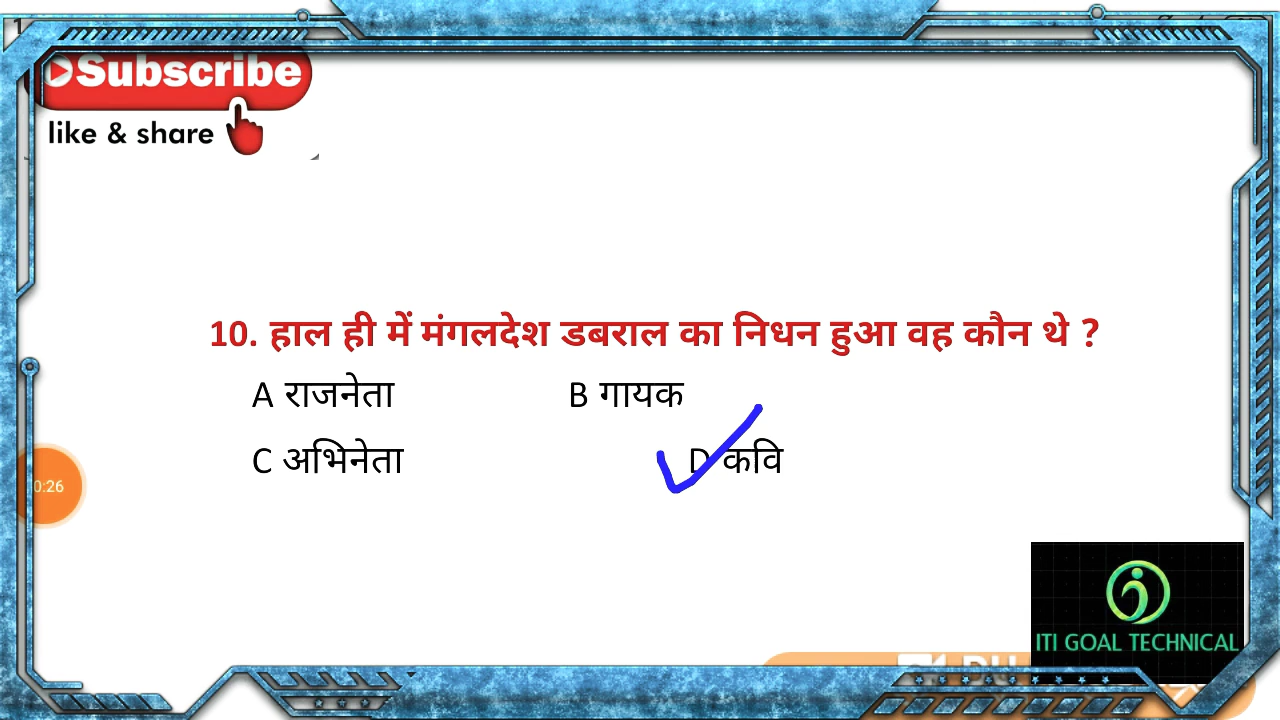 Subscribe
like & share
10. हाल ही में मंगलदेश डबराल का निधन हुआ वह कौन थे ?
A राजनेता B गायक
C अभिनेता D कवि
0:26
ITI GOAL TECHNICAL